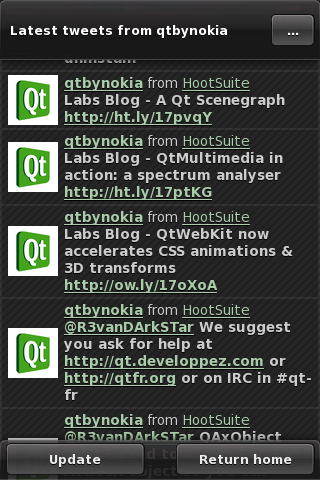 Latest tweets from qtbynokia
...
qtbynokia from HootSuite
Labs Blog - A Qt Scenegraph
http://ht.ly/17pvqY
qtbynokia from HootSuite
Labs Blog - QtMultimedia in
action: a spectrum analyser
http://ht.ly/17ptKG
qtbynokia from HootSuite
Labs Blog - QtWebKit now
accelerates CSS animations &
3D transforms
http://ow.ly/17oXoA
qtbynokia from HootSuite
@R3vanDArkSTar We suggest
you ask for help at
http://qt.developpez.com or
http://qtfr.org or on IRC in #qt-
fr
qtbynokia from HootSuite
@R3vanDArkSTar QAxObject
Update
Return home
Qt
Qt
Qt
Qt